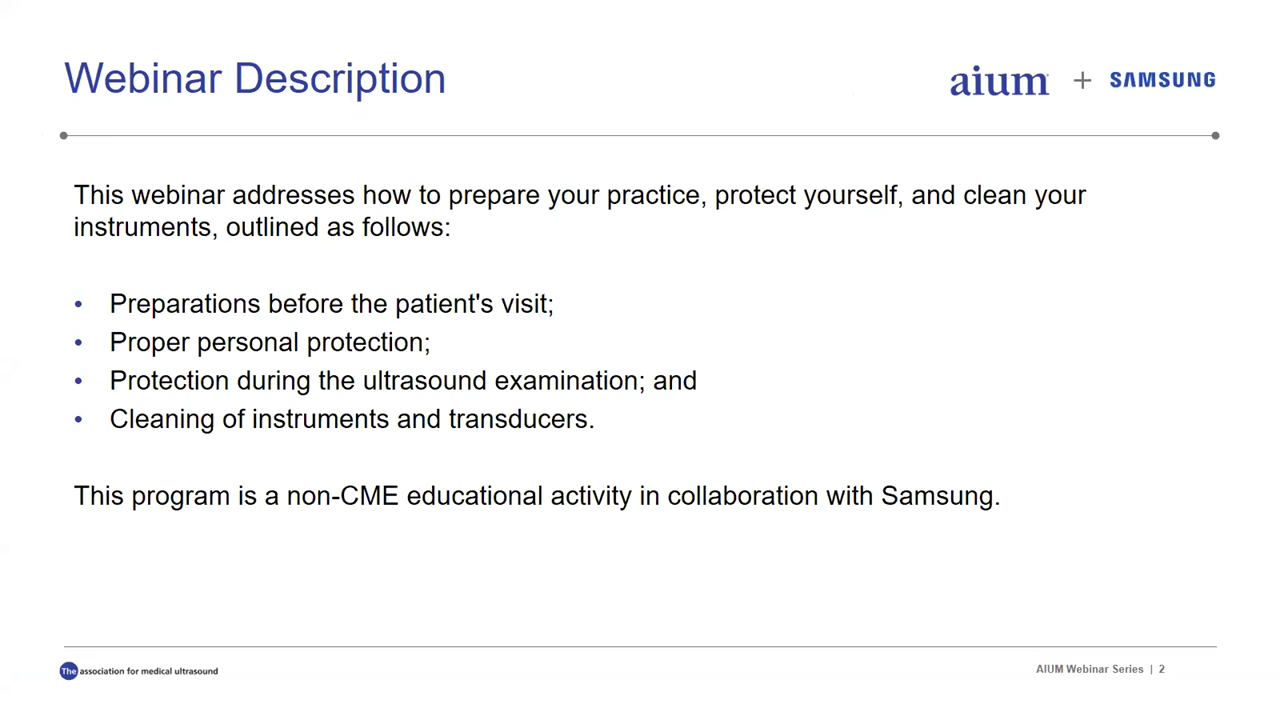 Webinar Description
aium + SAMSUNG
This webinar addresses how to prepare your practice, protect yourself, and clean your
instruments, outlined as follows:
• Preparations before the patient's visit;
• Proper personal protection;
• Protection during the ultrasound examination; and
• Cleaning of instruments and transducers.
This program is a non-CME educational activity in collaboration with Samsung.
The association for medical ultrasound
AIUM Webinar Series | 2